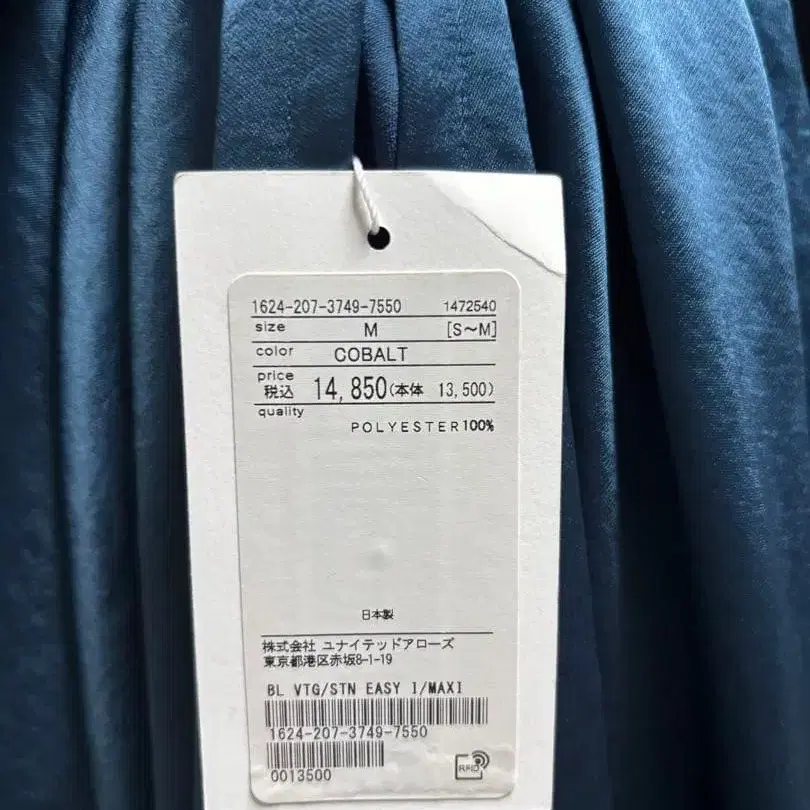 1624-207-3749-7550 1472540
size M [S~M]
color COBALT
price
税込 14,850(本体 13,500)
quality
POLYESTER100%
日本製
株式会社 ユナイテッドアローズ
東京都港区赤坂8-1-19
BL VTG/STN EASY I/MAXI
1624-207-3749-7550
0013500
RFID